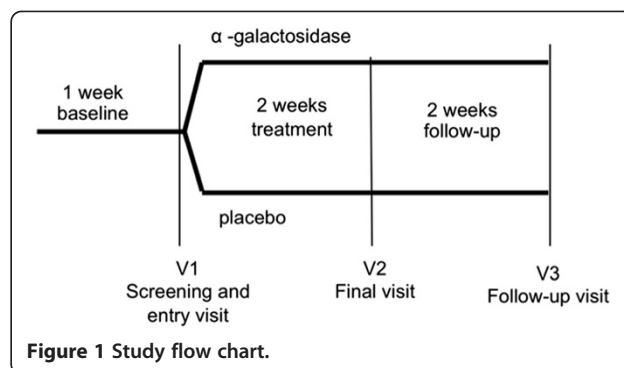 α -galactosidase
1 week
baseline
2 weeks
treatment
2 weeks
follow-up
placebo
V1
Screening and
entry visit
V2
Final visit
V3
Follow-up visit
Figure 1 Study flow chart.